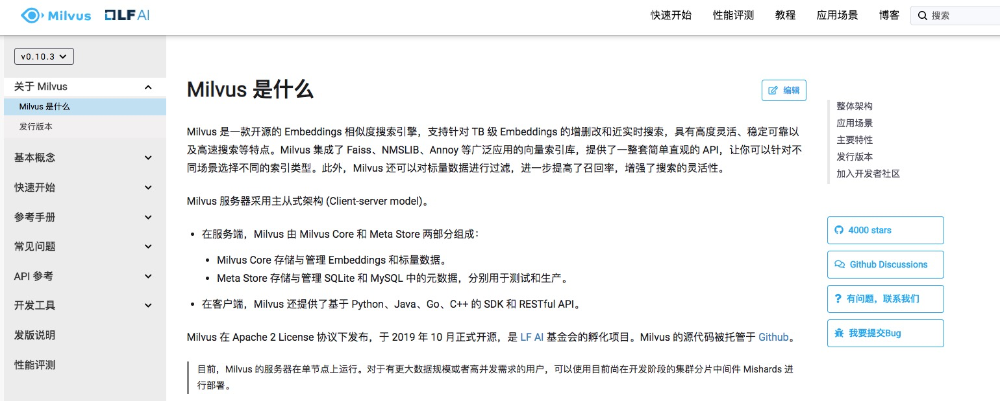 Milvus LF AI
快速开始 性能评测 教程 应用场景 博客 搜索
v0.10.3
关于 Milvus
Milvus 是什么
发行版本
基本概念
快速开始
参考手册
常见问题
API 参考
开发工具
发版说明
性能评测
Milvus 是什么
编辑
Milvus 是一款开源的 Embeddings 相似度搜索引擎，支持针对 TB 级 Embeddings 的增删改和近实时搜索，具有高度灵活、稳定可靠以
及高速搜索等特点。Milvus 集成了 Faiss、NMSLIB、Annoy 等广泛应用的向量索引库，提供了一整套简单直观的 API，让你可以针对不
同场景选择不同的索引类型。此外，Milvus 还可以对标量数据进行过滤，进一步提高了召回率，增强了搜索的灵活性。
Milvus 服务器采用主从式架构 (Client-server model)。
• 在服务端，Milvus 由 Milvus Core 和 Meta Store 两部分组成：
• Milvus Core 存储与管理 Embeddings 和标量数据。
• Meta Store 存储与管理 SQLite 和 MySQL 中的元数据，分别用于测试和生产。
• 在客户端，Milvus 还提供了基于 Python、Java、Go、C++ 的 SDK 和 RESTful API。
Milvus 在 Apache 2 License 协议下发布，于 2019 年 10 月正式开源，是 LF AI 基金会的孵化项目。Milvus 的源代码被托管于 Github。
目前，Milvus 的服务器在单节点上运行。对于有更大数据规模或者高并发需求的用户，可以使用目前尚在开发阶段的集群分片中间件 Mishards 进
行部署。
整体架构
应用场景
主要特性
发行版本
加入开发者社区
4000 stars
Github Discussions
? 有问题，联系我们
我要提交Bug